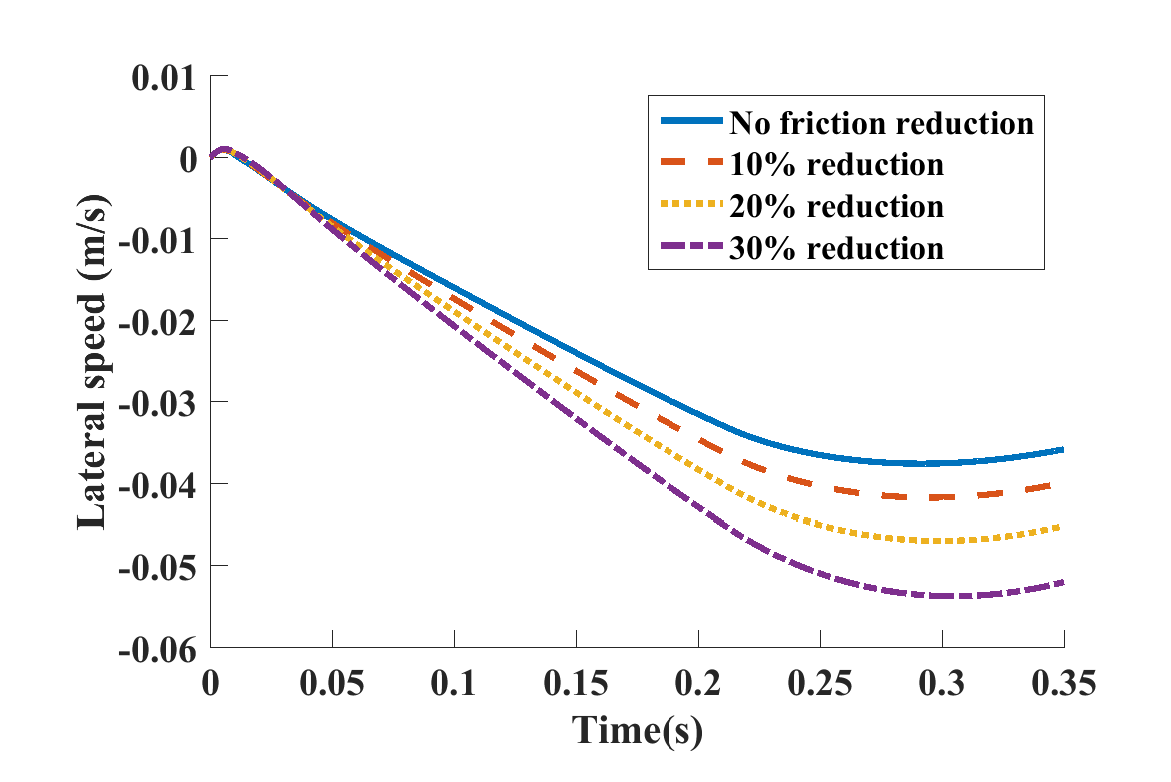 0.01
0
-0.01
-0.02
-0.03
-0.04
-0.05
-0.06
Lateral speed (m/s)
No friction reduction
10% reduction
20% reduction
30% reduction
0 0.05 0.1 0.15 0.2 0.25 0.3 0.35
Time(s)